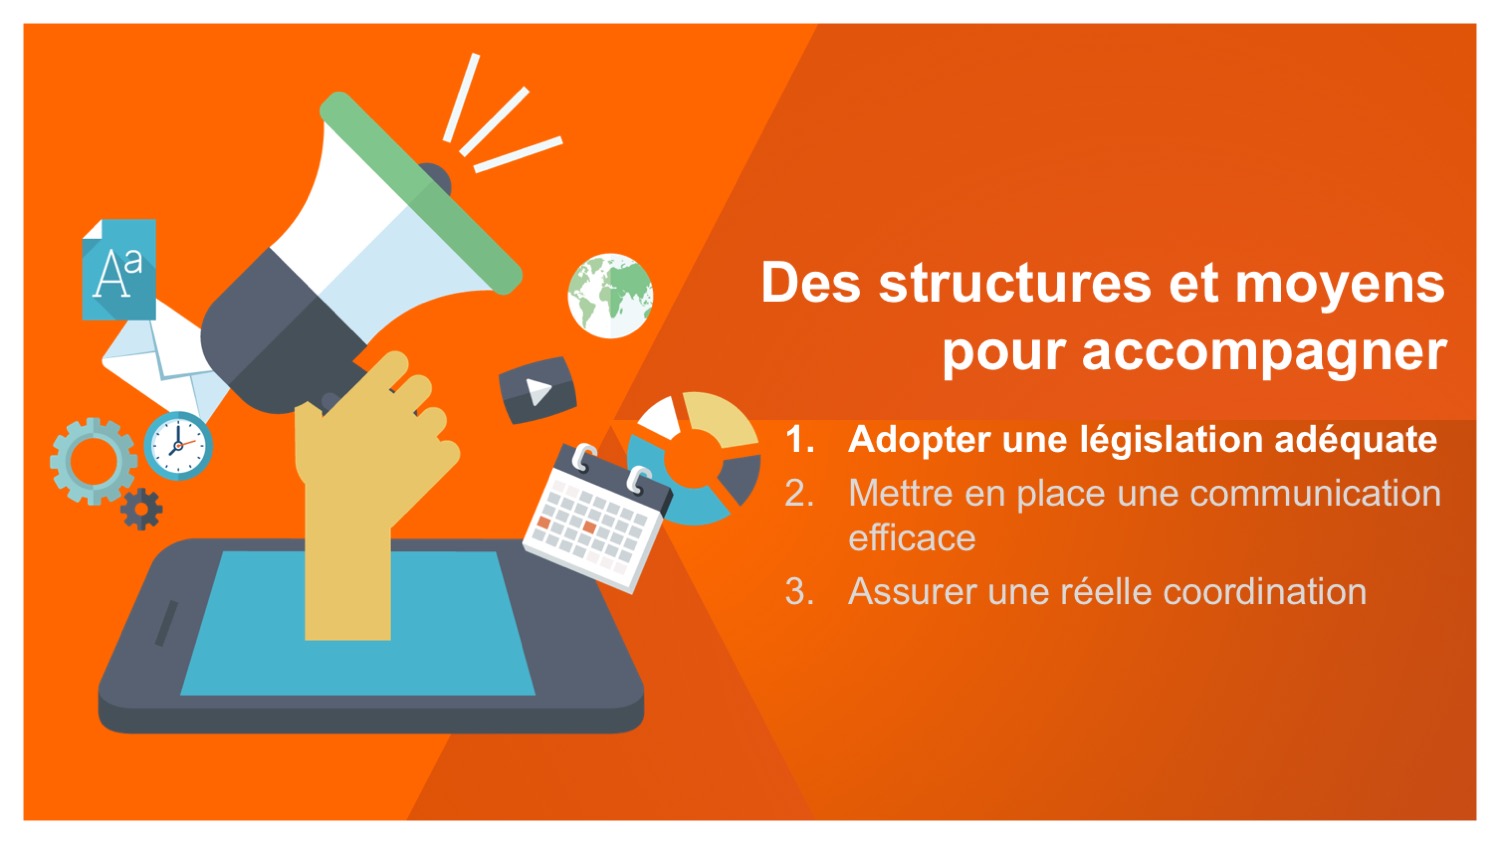 Aa
Des structures et moyens
pour accompagner
1. Adopter une législation adéquate
2. Mettre en place une communication
efficace
3. Assurer une réelle coordination